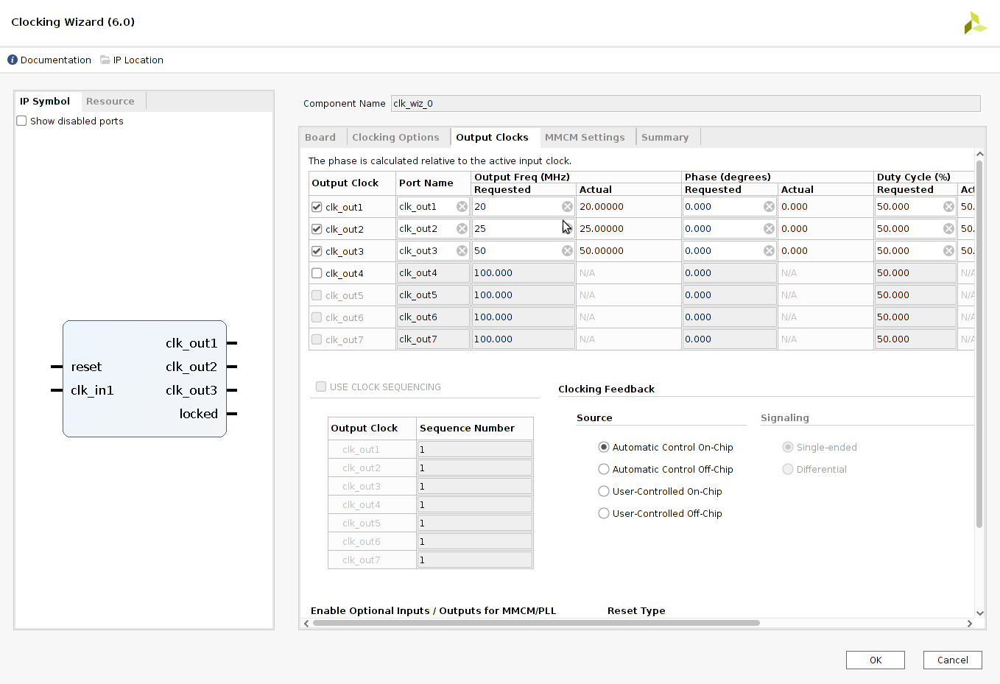 Clocking Wizard (6.0)
Documentation IP Location
IP Symbol Resource
Show disabled ports
reset
clk_in1
clk_out1
clk_out2
clk_out3
locked
Component Name clk_wiz_0
Board Clocking Options Output Clocks MMCM Settings Summary
The phase is calculated relative to the active input clock.
Output Clock Port Name Output Freq (MHz) Phase (degrees) Duty Cycle (%)
Requested Actual Requested Actual Requested Act
clk_out1 clk_out1 20 20.00000 0.000 0.000 50.000 50.
clk_out2 clk_out2 25 25.00000 0.000 0.000 50.000 50.
clk_out3 clk_out3 50 50.00000 0.000 0.000 50.000 50.
clk_out4 clk_out4 100.000 N/A 0.000 N/A 50.000 N/A
clk_out5 clk_out5 100.000 N/A 0.000 N/A 50.000 N/A
clk_out6 clk_out6 100.000 N/A 0.000 N/A 50.000 N/A
clk_out7 clk_out7 100.000 N/A 0.000 N/A 50.000 N/A
USE CLOCK SEQUENCING
Output Clock Sequence Number
clk_out1 1
clk_out2 1
clk_out3 1
clk_out4 1
clk_out5 1
clk_out6 1
clk_out7 1
Clocking Feedback
Source
Automatic Control On-Chip
Automatic Control Off-Chip
User-Controlled On-Chip
User-Controlled Off-Chip
Signaling
Single-ended
Differential
Enable Optional Inputs / Outputs for MMCM/PLL Reset Type
OK Cancel